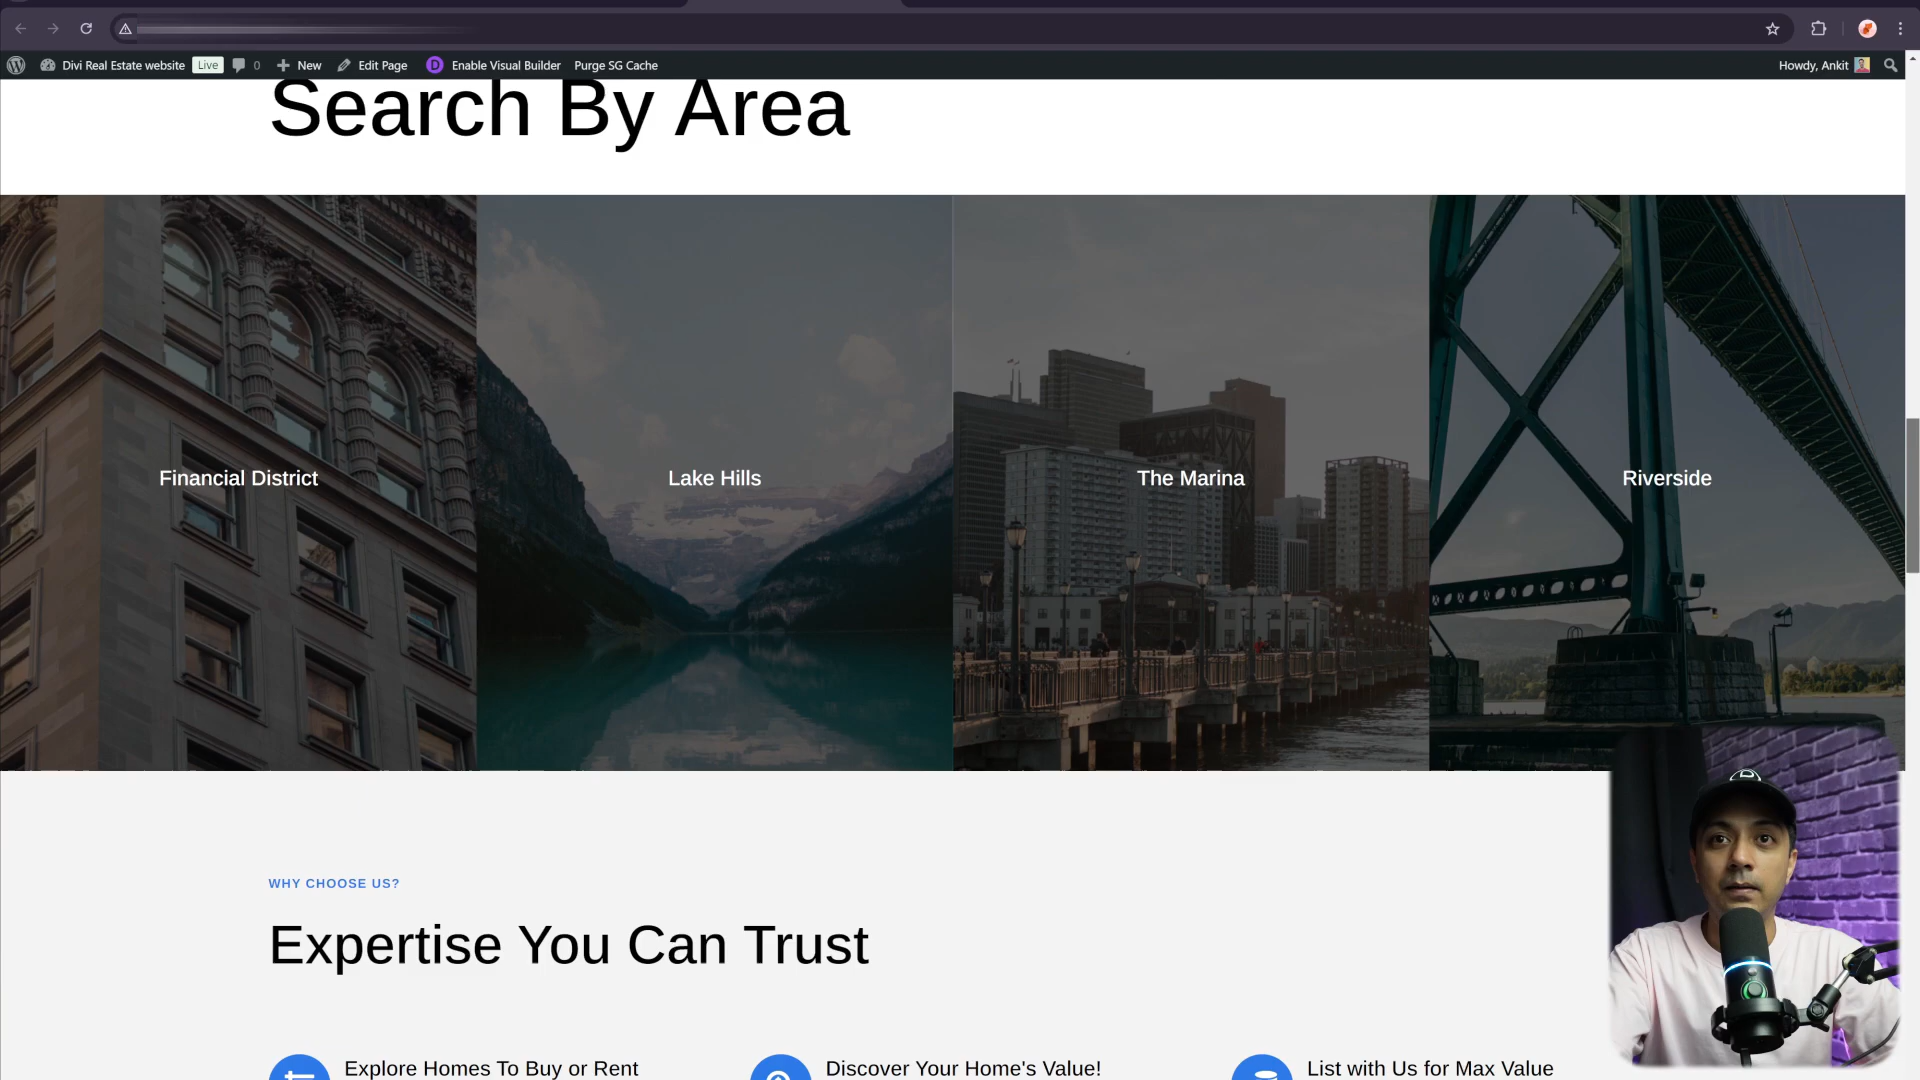 Divi Real Estate website Live 0 New Edit Page Enable Visual Builder Purge SG Cache Howdy, Ankit
Search By Area
Financial District
Lake Hills
The Marina
Riverside
WHY CHOOSE US?
Expertise You Can Trust
Explore Homes To Buy or Rent
Discover Your Home's Value!
List with Us for Max Value